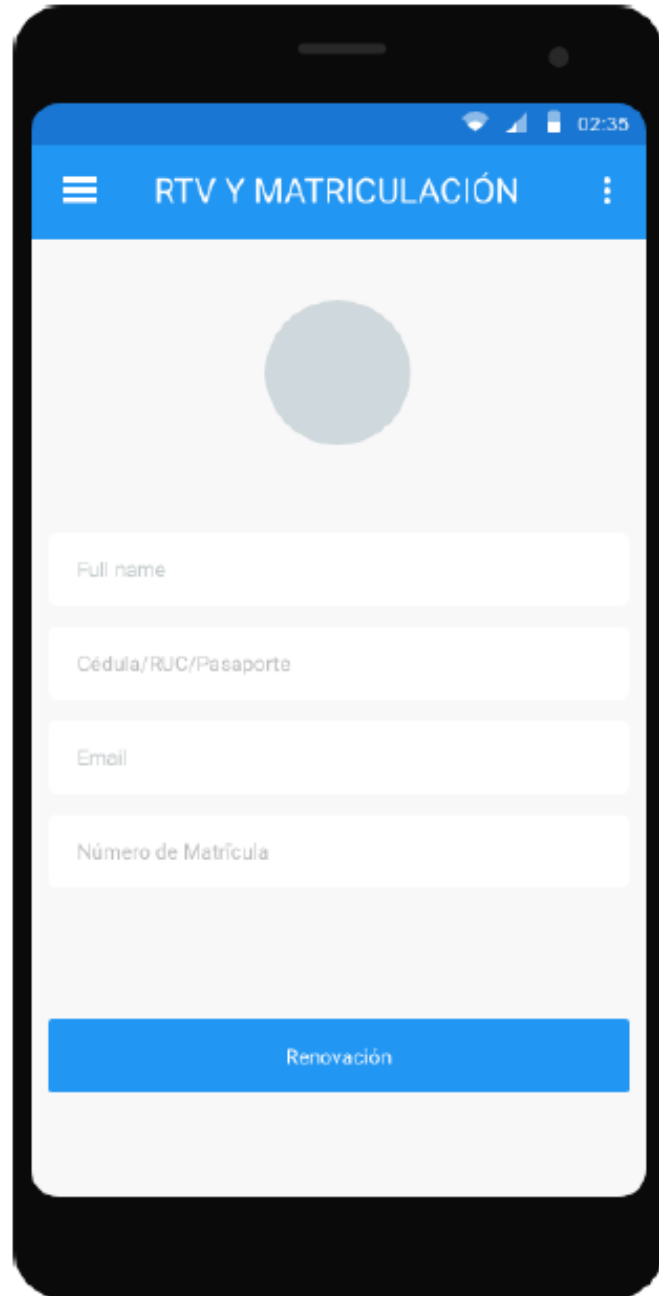 02:35
RTV Y MATRICULACIÓN
Full name
Cédula/RUC/Pasaporte
Email
Número de Matrícula
Renovación